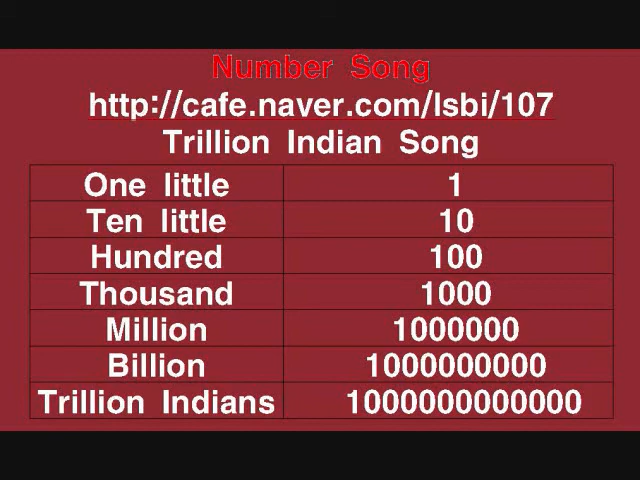 Number Song
http://cafe.naver.com/lsbi/107
Trillion Indian Song
One little 1
Ten little 10
Hundred 100
Thousand 1000
Million 1000000
Billion 1000000000
Trillion Indians 1000000000000